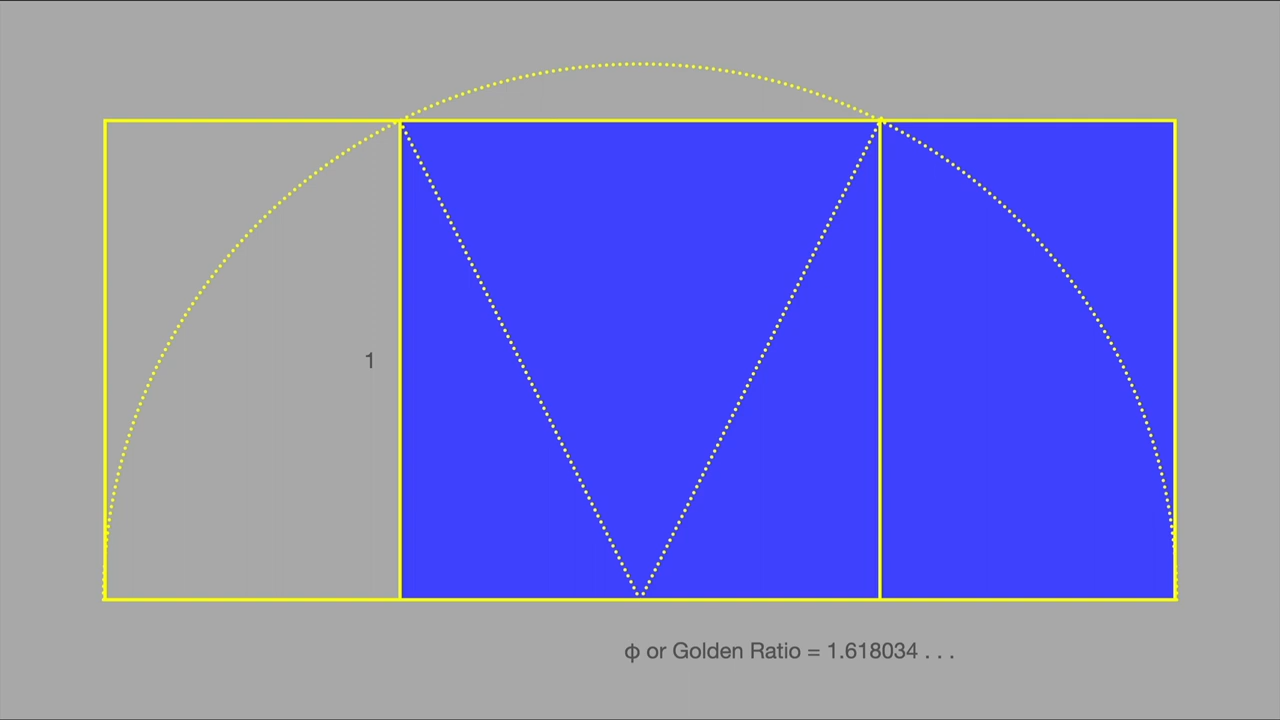 1
ϕ or Golden Ratio = 1.618034 . . .